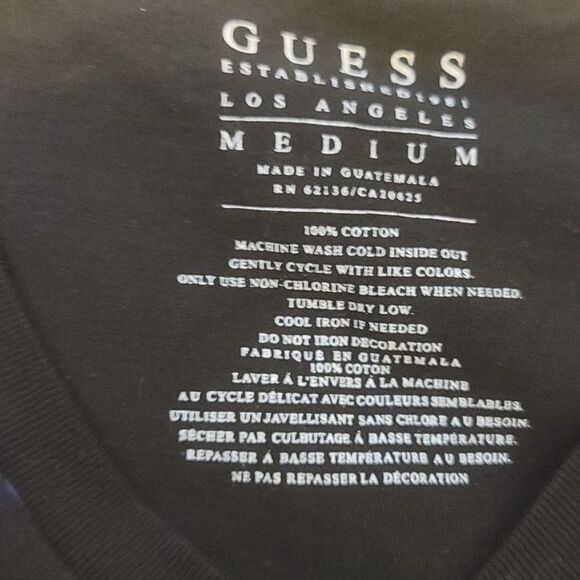 GUESS
ESTABLISHED 1981
LOS ANGELES
MEDIUM
MADE IN GUATEMALA
RN 62136/CA20625
100% COTTON
MACHINE WASH COLD INSIDE OUT
GENTLY CYCLE WITH LIKE COLORS.
ONLY USE NON-CHLORINE BLEACH WHEN NEEDED.
TUMBLE DRY LOW.
COOL IRON IF NEEDED
DO NOT IRON DECORATION
FABRIQUÉ EN GUATEMALA
100% COTON
LAVER Á L'ENVERS Á LA MACHINE
AU CYCLE DÉLICAT AVEC COULEURS SEMBLABLES.
UTILISER UN JAVELLISANT SANS CHLORE AU BESOIN.
SÉCHER PAR CULBUTAGE Á BASSE TEMPÉRATURE.
REPASSER Á BASSE TEMPÉRATURE AU BESOIN.
NE PAS REPASSER LA DÉCORATION